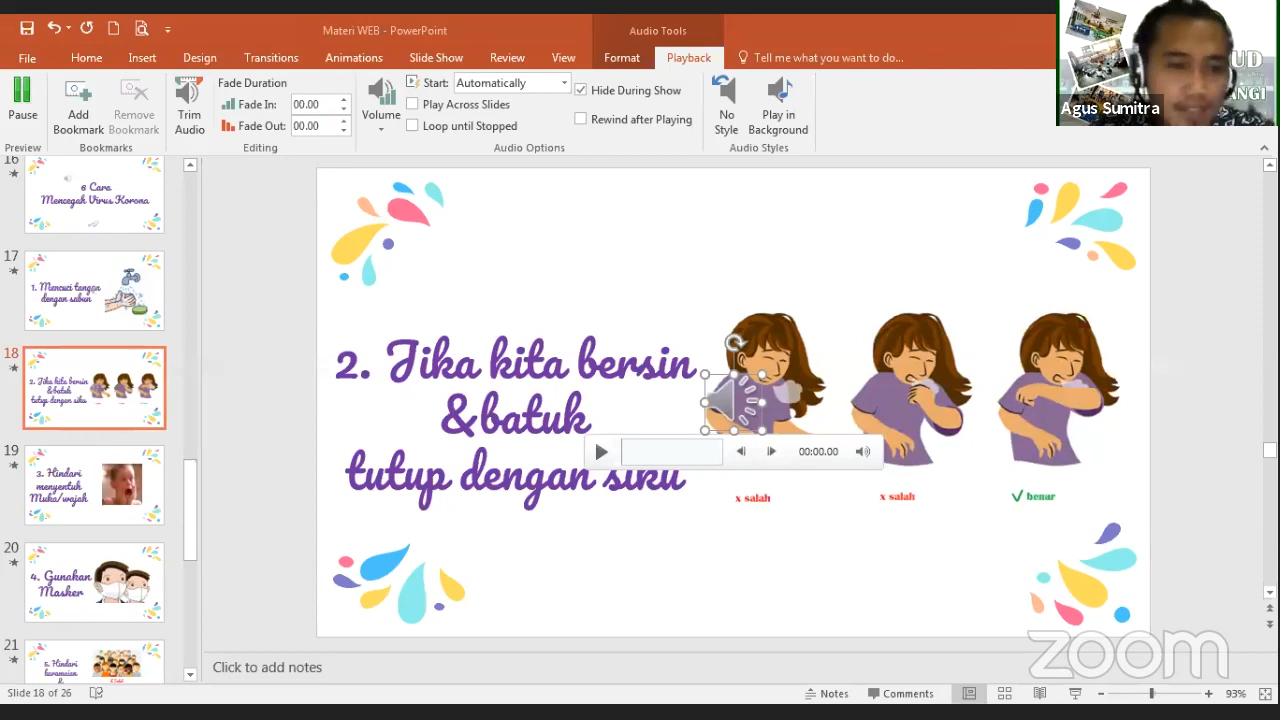 Materi WEB - PowerPoint
Audio Tools
File
Home
Insert
Design
Transitions
Animations
Slide Show
Review
View
Format
Playback
Tell me what you want to do...
Pause
Preview
Add
Bookmark
Remove
Bookmark
Bookmarks
Trim
Audio
Fade Duration
Fade In: 00.00
Fade Out: 00.00
Editing
Volume
Start: Automatically
Play Across Slides
Loop until Stopped
Hide During Show
Rewind after Playing
Audio Options
No
Style
Play in
Background
Audio Styles
UD
ANGI
Agus Sumitra
16
6 Cara
Mencegah Virus Korona
17
1. Mencuci tangan
dengan sabun
18
2. Jika kita bersin
&batuk
tutup dengan siku
19
3. Hindari
menyentuh
Muka/wajah
20
4. Gunakan
Masker
21
5. Hindari
keramaian
2. Jika kita bersin
&batuk
tutup dengan siku
00:00.00
x salah
x salah
✓ benar
zoom
Click to add notes
Slide 18 of 26
Notes
Comments
93%